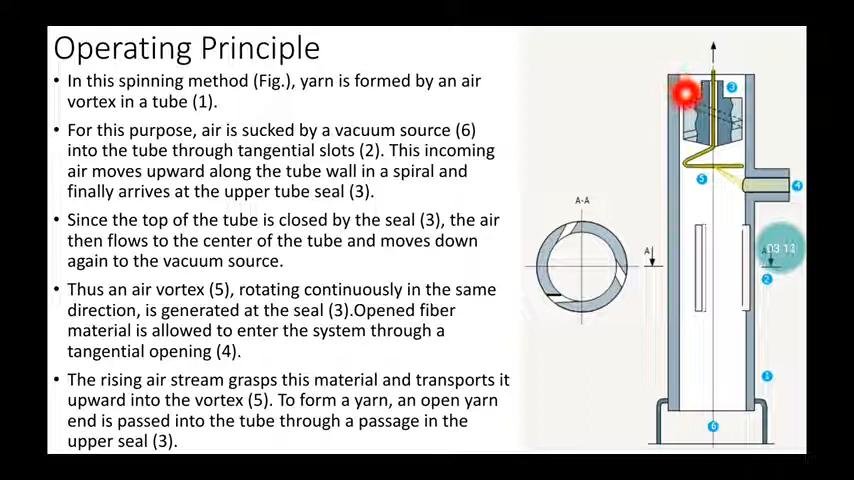 Operating Principle
• In this spinning method (Fig.), yarn is formed by an air
vortex in a tube (1).
• For this purpose, air is sucked by a vacuum source (6)
into the tube through tangential slots (2). This incoming
air moves upward along the tube wall in a spiral and
finally arrives at the upper tube seal (3).
• Since the top of the tube is closed by the seal (3), the air
then flows to the center of the tube and moves down
again to the vacuum source.
• Thus an air vortex (5), rotating continuously in the same
direction, is generated at the seal (3).Opened fiber
material is allowed to enter the system through a
tangential opening (4).
• The rising air stream grasps this material and transports it
upward into the vortex (5). To form a yarn, an open yarn
end is passed into the tube through a passage in the
upper seal (3).
3
5
4
A-A
A
A
2
1
6